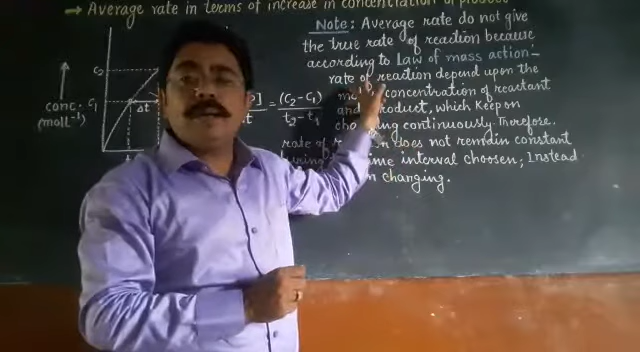 → Average rate in terms of increase in concentration of product
Note: Average rate do not give
the true rate of reaction because
according to Law of mass action-
rate of reaction depend upon the
concentration of reactant
and product, which keep on
changing continuously Therefore,
rate of does not remain constant
time interval choosen; Instead
changing.
C₂
C₁
conc.
(mol L⁻¹)
Δt
= (C₂-C₁)
t₂-t₁